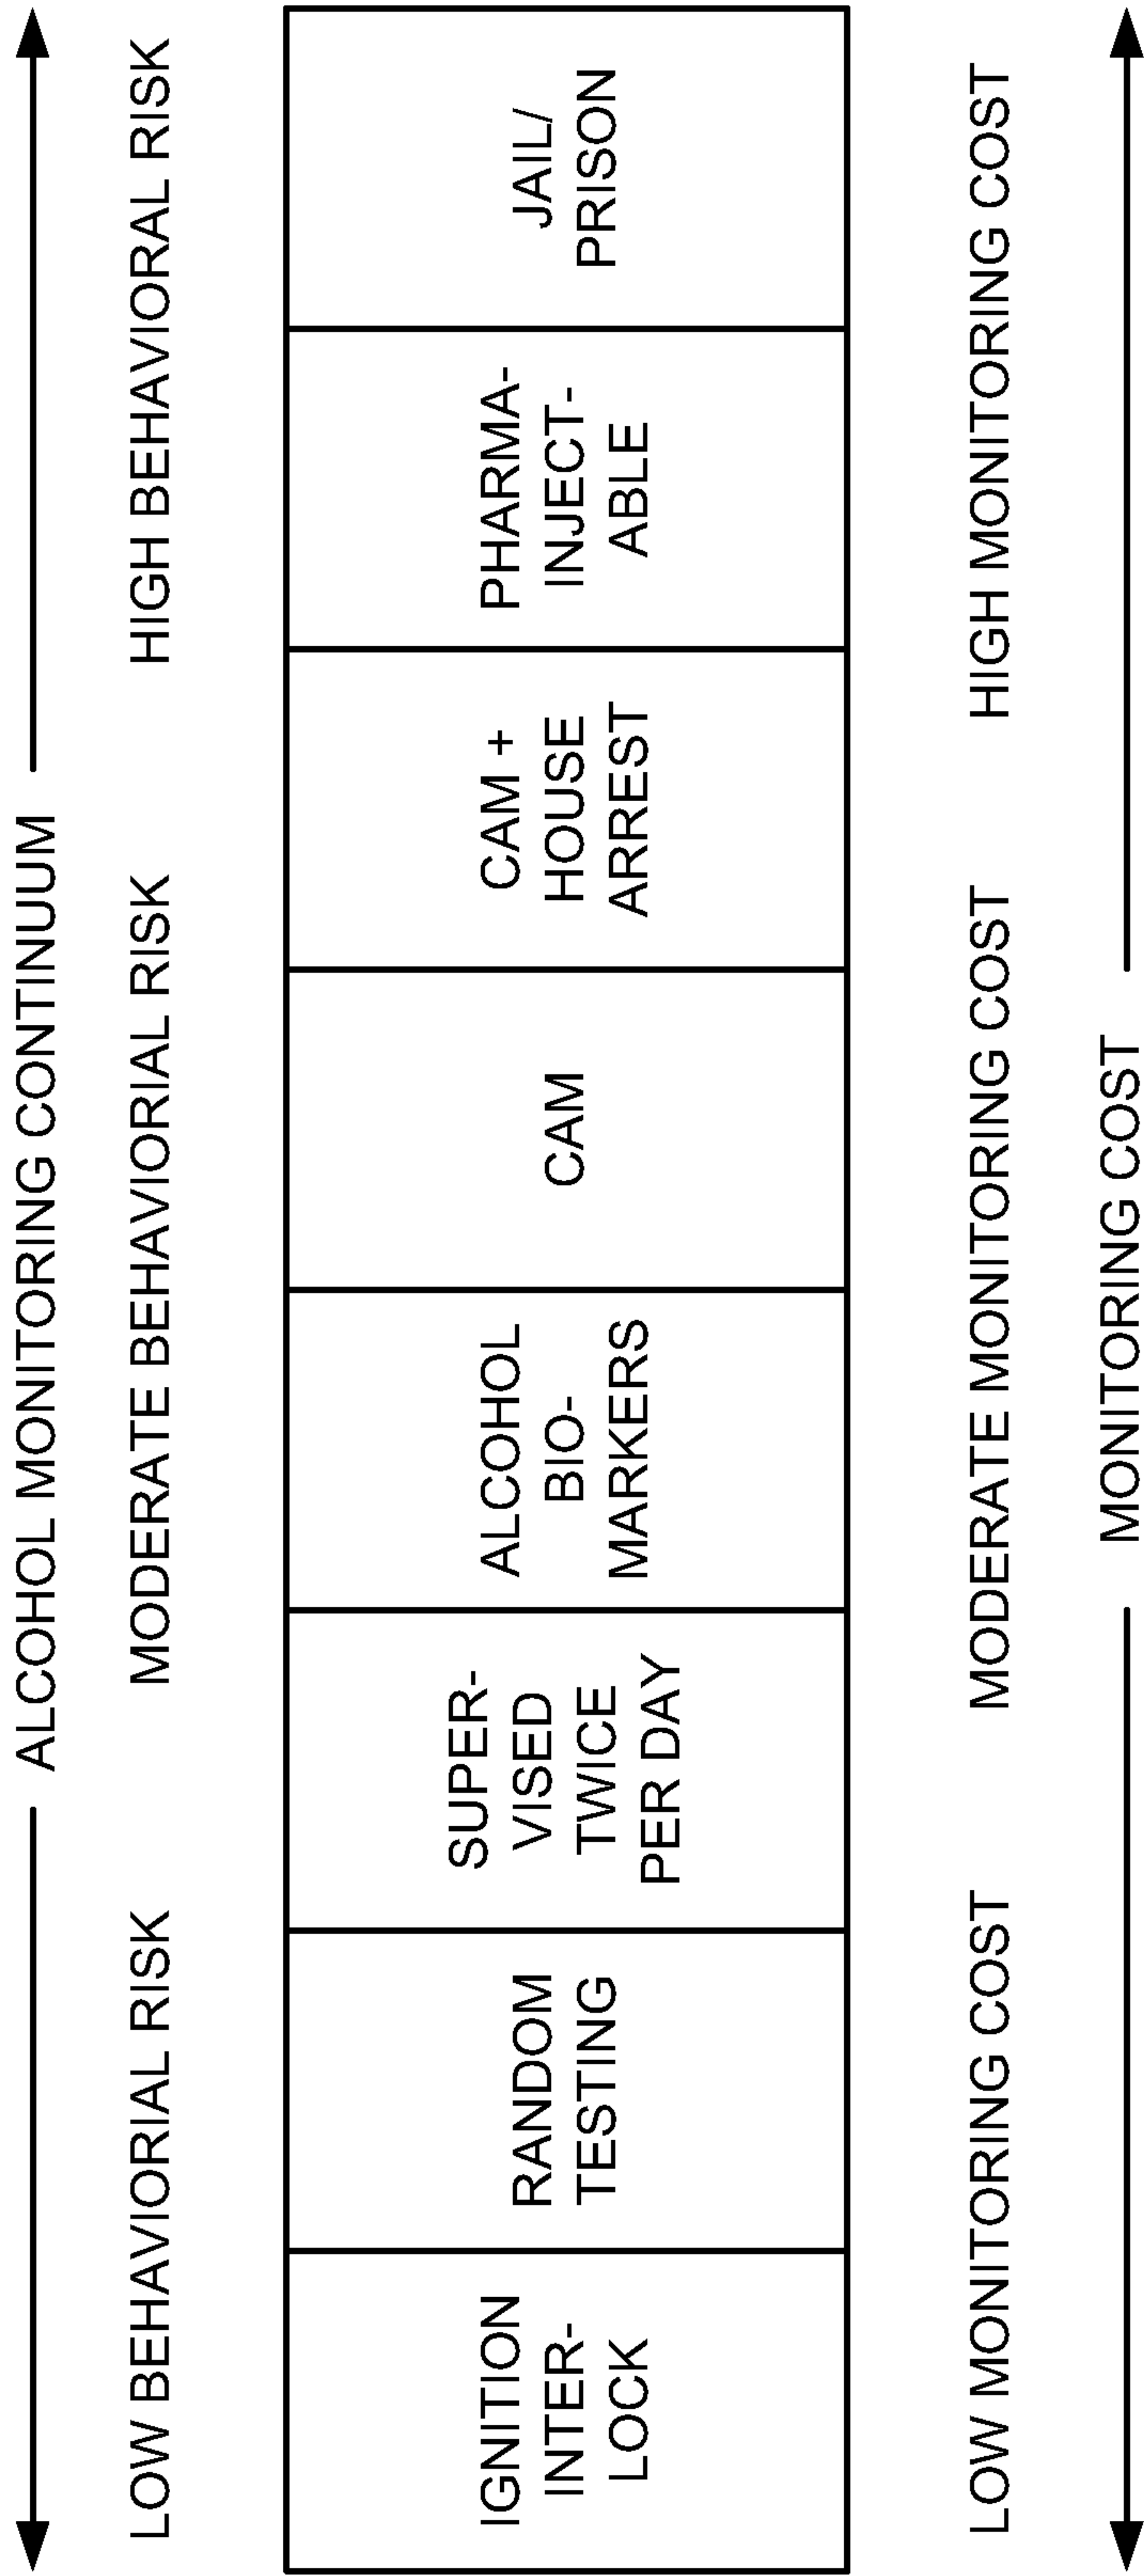 ALCOHOL MONITORING CONTINUUM
LOW BEHAVIORIAL RISK
MODERATE BEHAVIORIAL RISK
HIGH BEHAVIORAL RISK
IGNITION
INTER-
LOCK
RANDOM
TESTING
SUPER-
VISED
TWICE
PER DAY
ALCOHOL
BIO-
MARKERS
CAM
CAM +
HOUSE
ARREST
PHARMA-
INJECT-
ABLE
JAIL/
PRISON
LOW MONITORING COST
MODERATE MONITORING COST
HIGH MONITORING COST
MONITORING COST